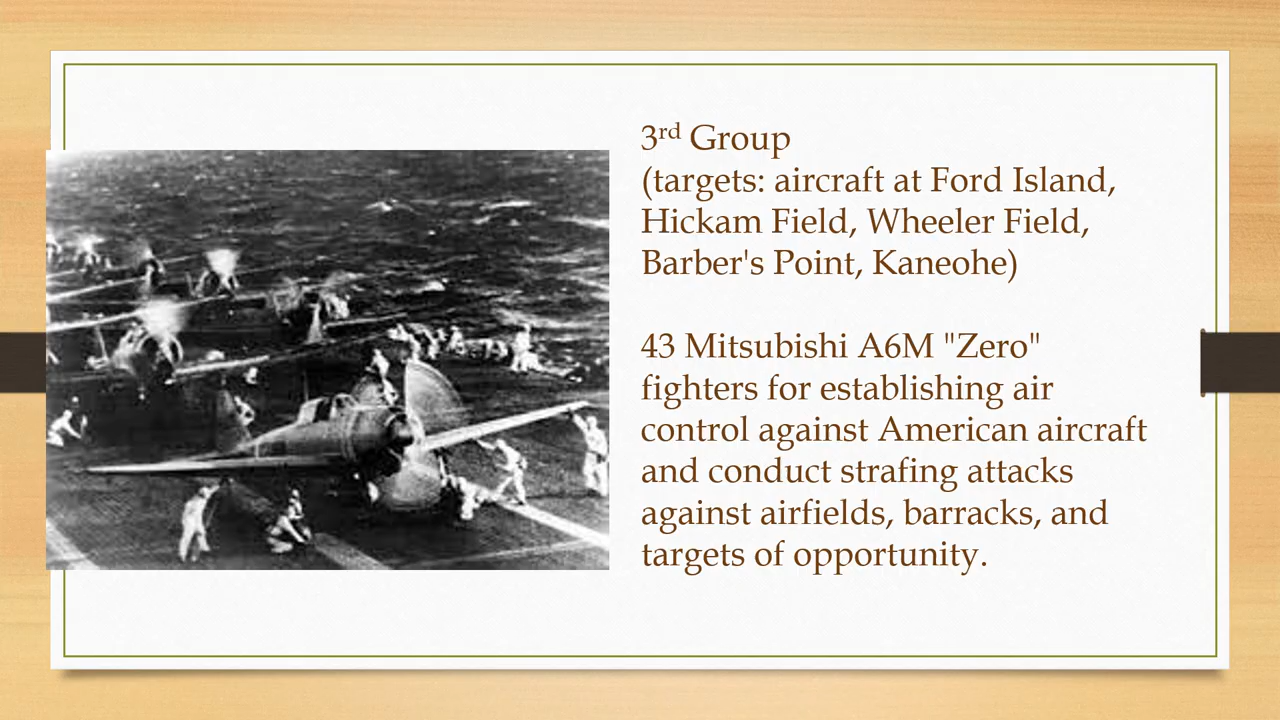 3rd Group
(targets: aircraft at Ford Island,
Hickam Field, Wheeler Field,
Barber's Point, Kaneohe)
43 Mitsubishi A6M "Zero"
fighters for establishing air
control against American aircraft
and conduct strafing attacks
against airfields, barracks, and
targets of opportunity.